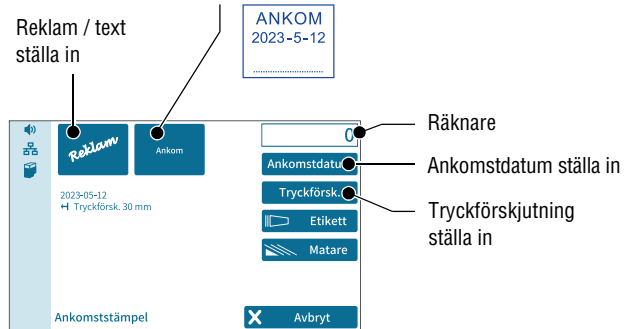 Reklam / text
ställa in
ANKOM
2023-5-12
Reklam
Ankom
0
Räknare
Ankomstdatu
Ankomstdatum ställa in
Tryckförsk.
Tryckförskjutning
ställa in
2023-05-12
Tryckförsk. 30 mm
Etikett
Matare
Ankomststämpel
Avbryt